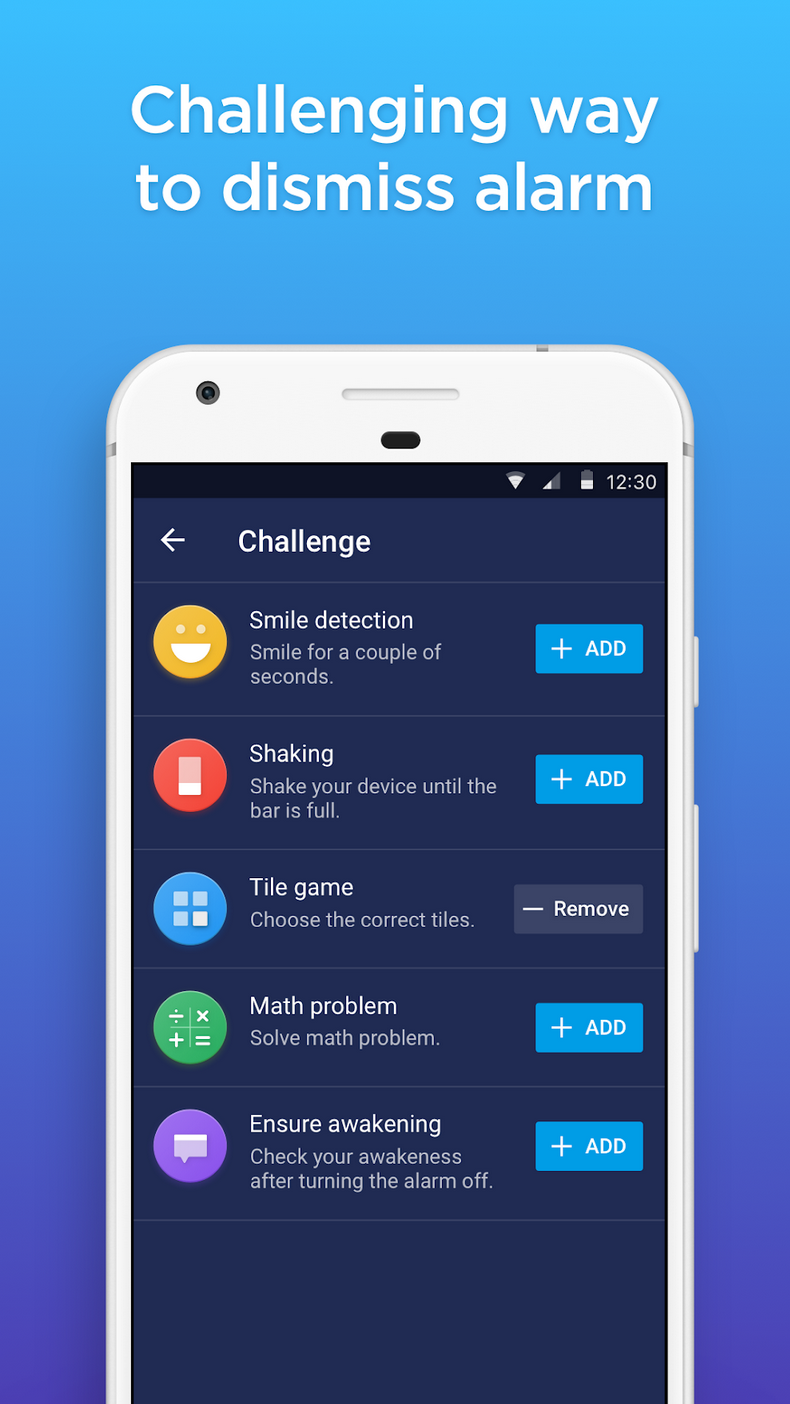 Challenging way
to dismiss alarm
12:30
Challenge
Smile detection
Smile for a couple of
seconds.
ADD
Shaking
Shake your device until the
bar is full.
ADD
Tile game
Choose the correct tiles.
Remove
Math problem
Solve math problem.
ADD
Ensure awakening
Check your awakeness
after turning the alarm off.
ADD